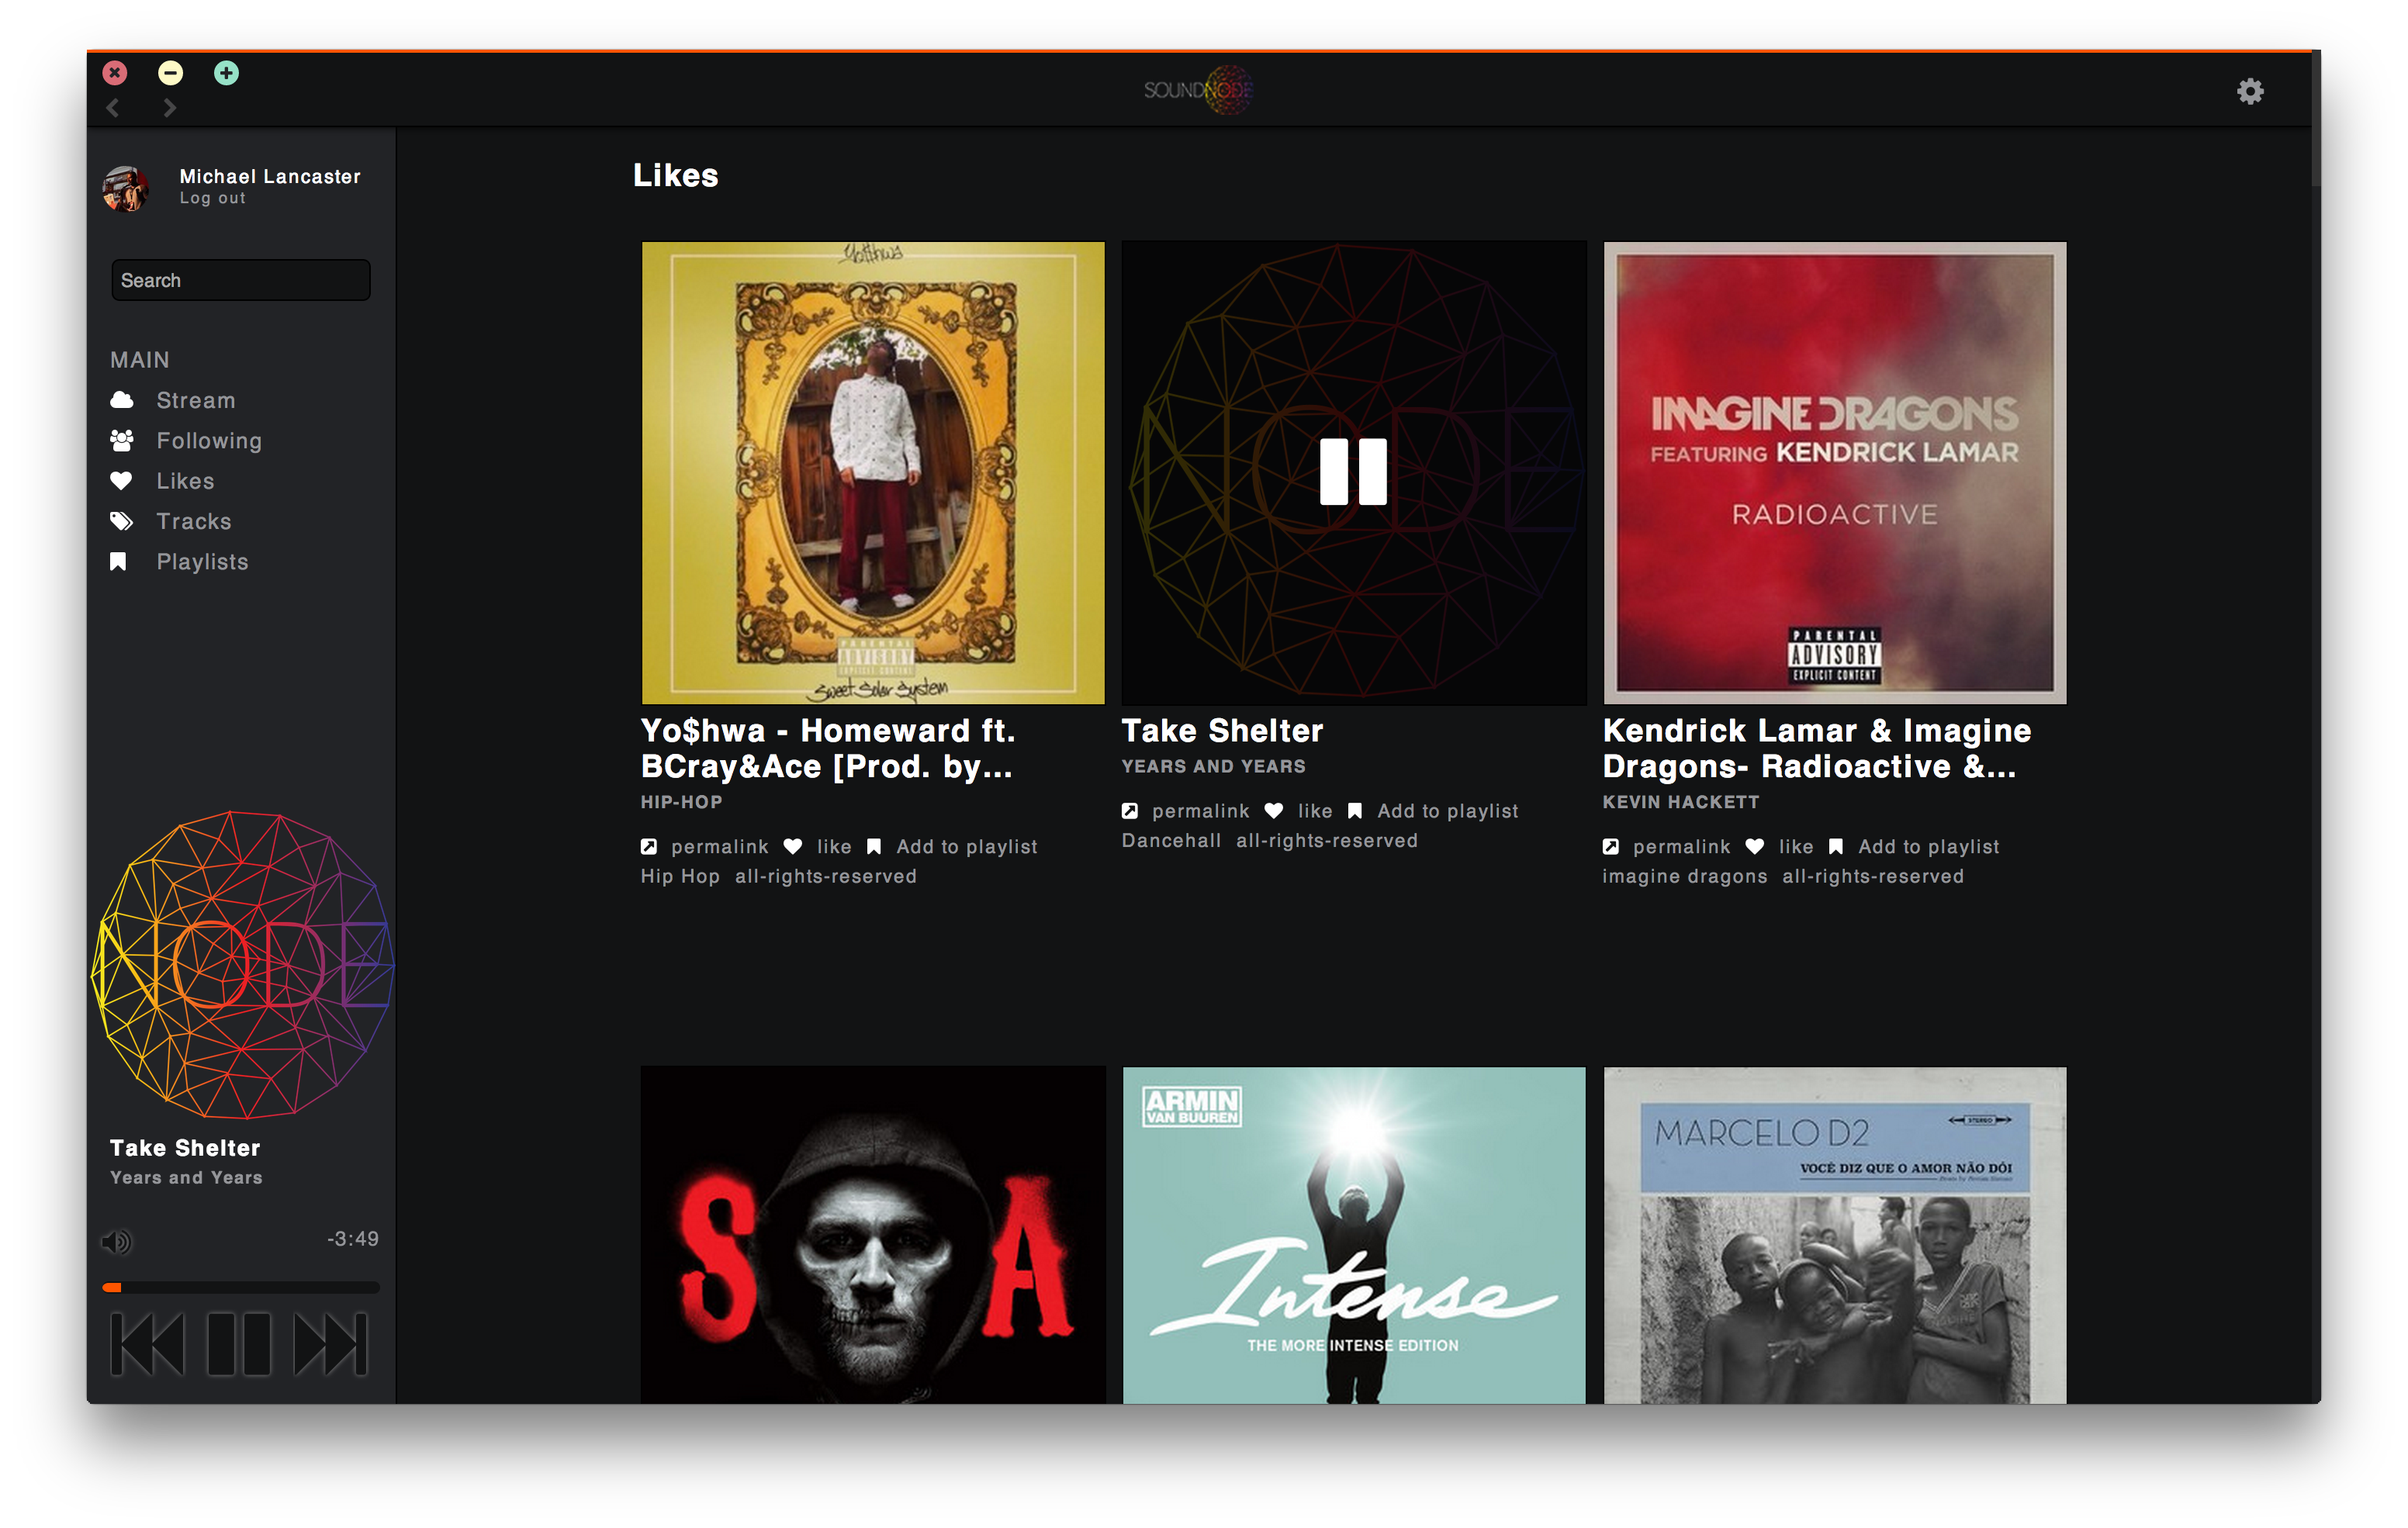 SOUNDNODE
Michael Lancaster
Log out
Search
MAIN
Stream
Following
Likes
Tracks
Playlists
NODE
Take Shelter
Years and Years
-3:49
Likes
Yo$hwa
PARENTAL
ADVISORY
EXPLICIT CONTENT
Sweet Solar System
Yo$hwa - Homeward ft.
BCray&Ace [Prod. by...
HIP-HOP
permalink like Add to playlist
Hip Hop all-rights-reserved
NODE
Take Shelter
YEARS AND YEARS
permalink like Add to playlist
Dancehall all-rights-reserved
IMAGINE DRAGONS
FEATURING KENDRICK LAMAR
RADIOACTIVE
PARENTAL
ADVISORY
EXPLICIT CONTENT
Kendrick Lamar & Imagine
Dragons- Radioactive &...
KEVIN HACKETT
permalink like Add to playlist
imagine dragons all-rights-reserved
S A
ARMIN
VAN BUUREN
Intense
THE MORE INTENSE EDITION
MARCELO D2
STEREO
VOCÊ DIZ QUE O AMOR NÃO DÓI